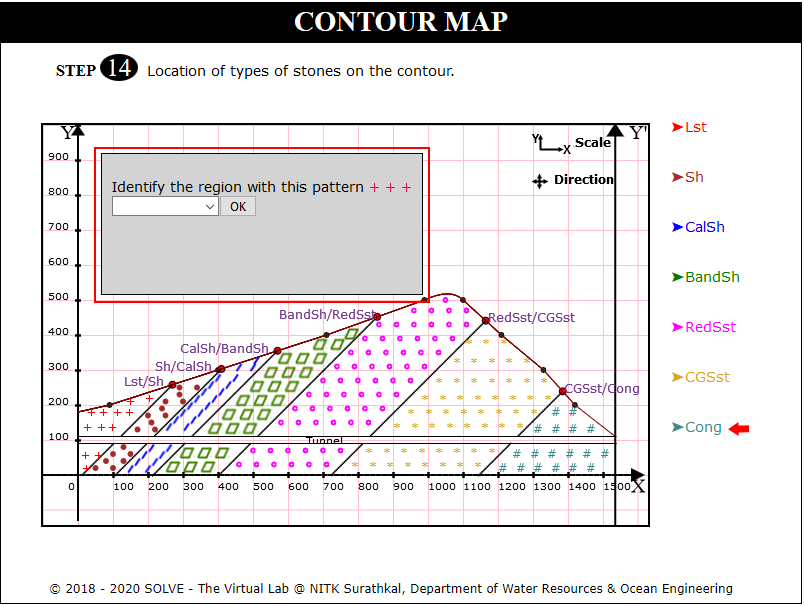 CONTOUR MAP
STEP 14 Location of types of stones on the contour.
Y
Y'
Y
X
Scale
Direction
Identify the region with this pattern + + +
OK
900
800
700
600
500
400
300
200
100
BandSh/RedSst
RedSst/CGSst
CalSh/BandSh
Sh/CalSh
Lst/Sh
CGSst/Cong
Tunnel
0 100 200 300 400 500 600 700 800 900 1000 1100 1200 1300 1400 1500 X
Lst
Sh
CalSh
BandSh
RedSst
CGSst
Cong
© 2018 - 2020 SOLVE - The Virtual Lab @ NITK Surathkal, Department of Water Resources & Ocean Engineering